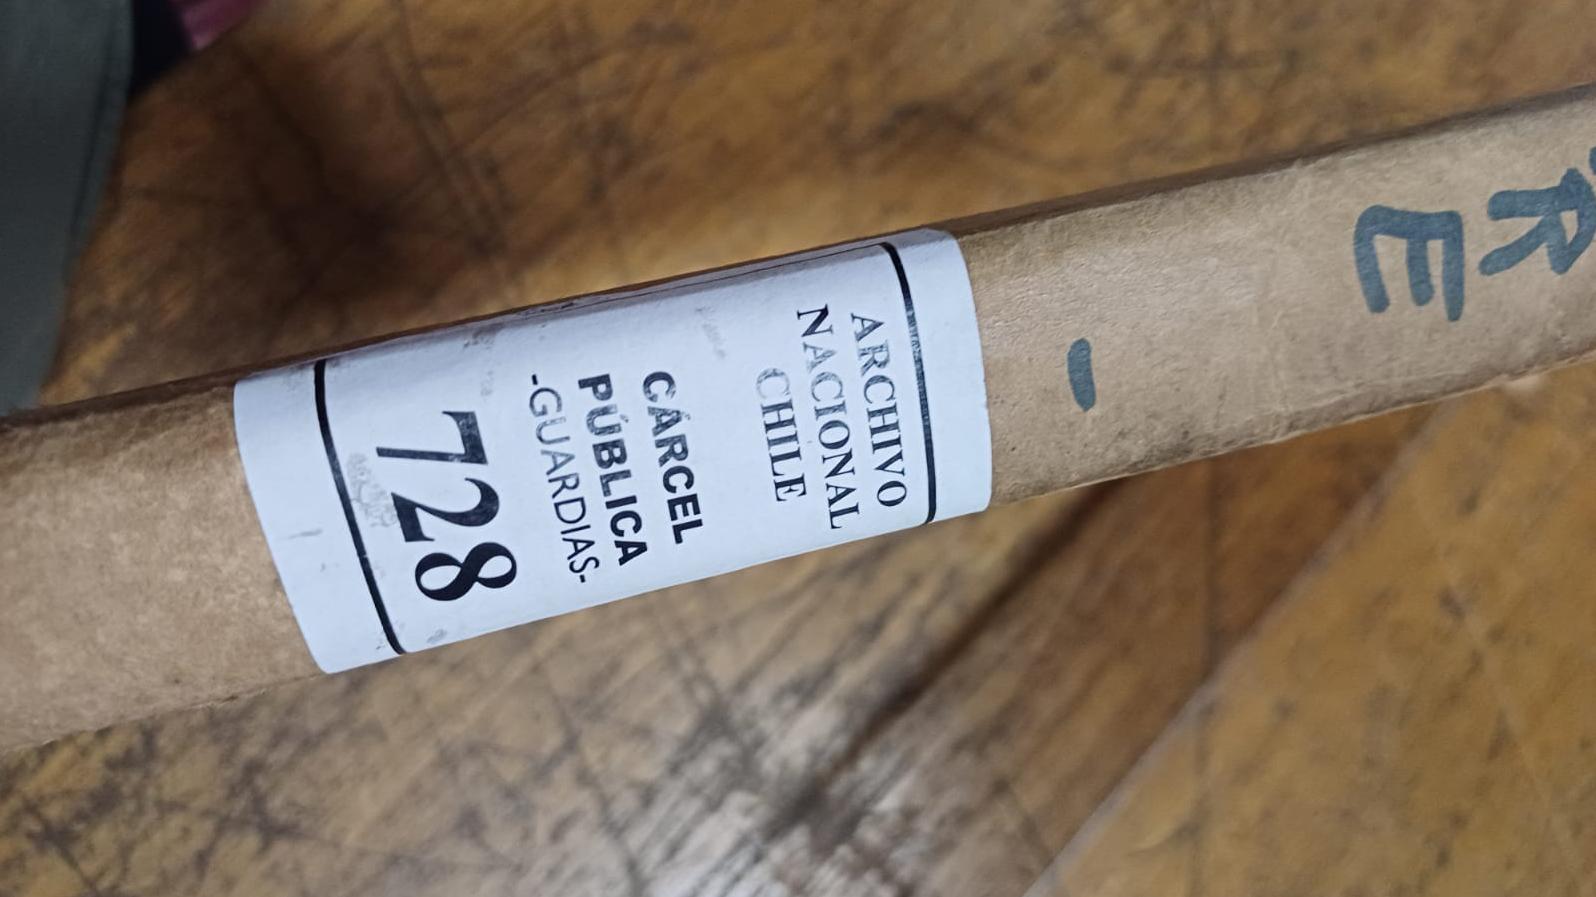 RE
-
ARCHIVO
NACIONAL
CHILE
CÁRCEL
PÚBLICA
-GUARDIAS-
728